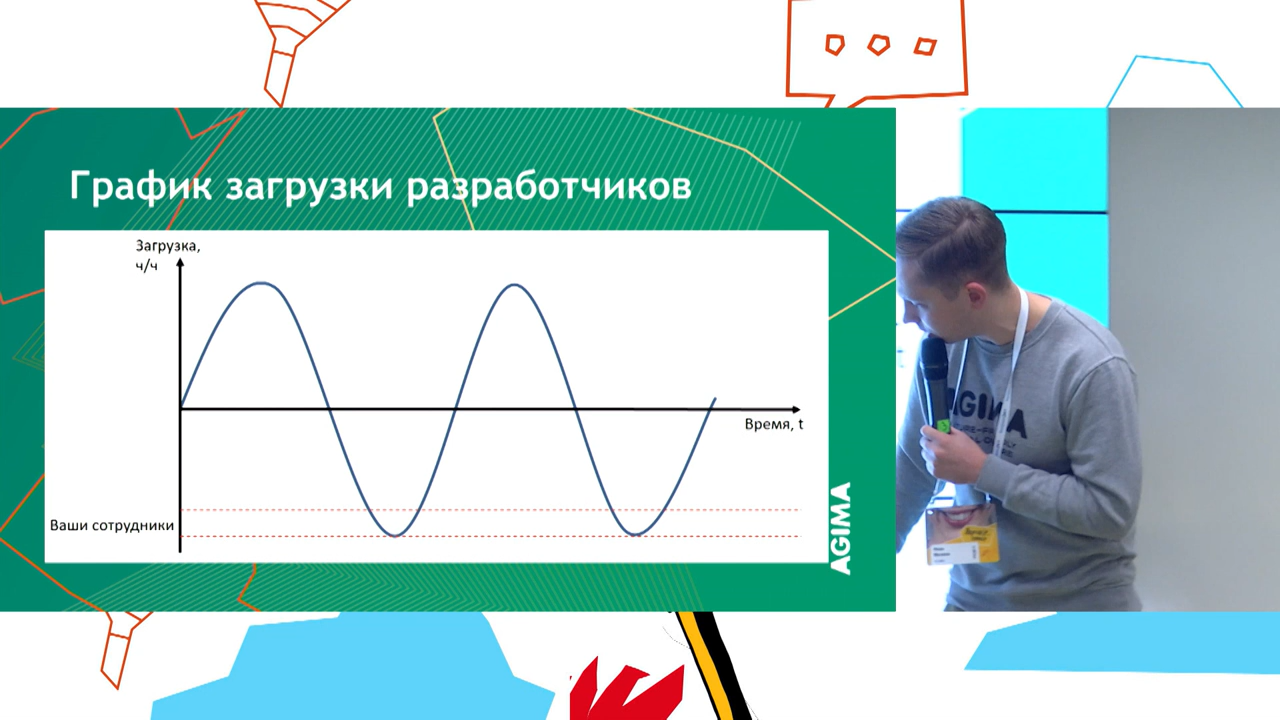 График загрузки разработчиков
Загрузка,
ч/ч
Время, t
Ваши сотрудники
AGIMA
AGIMA